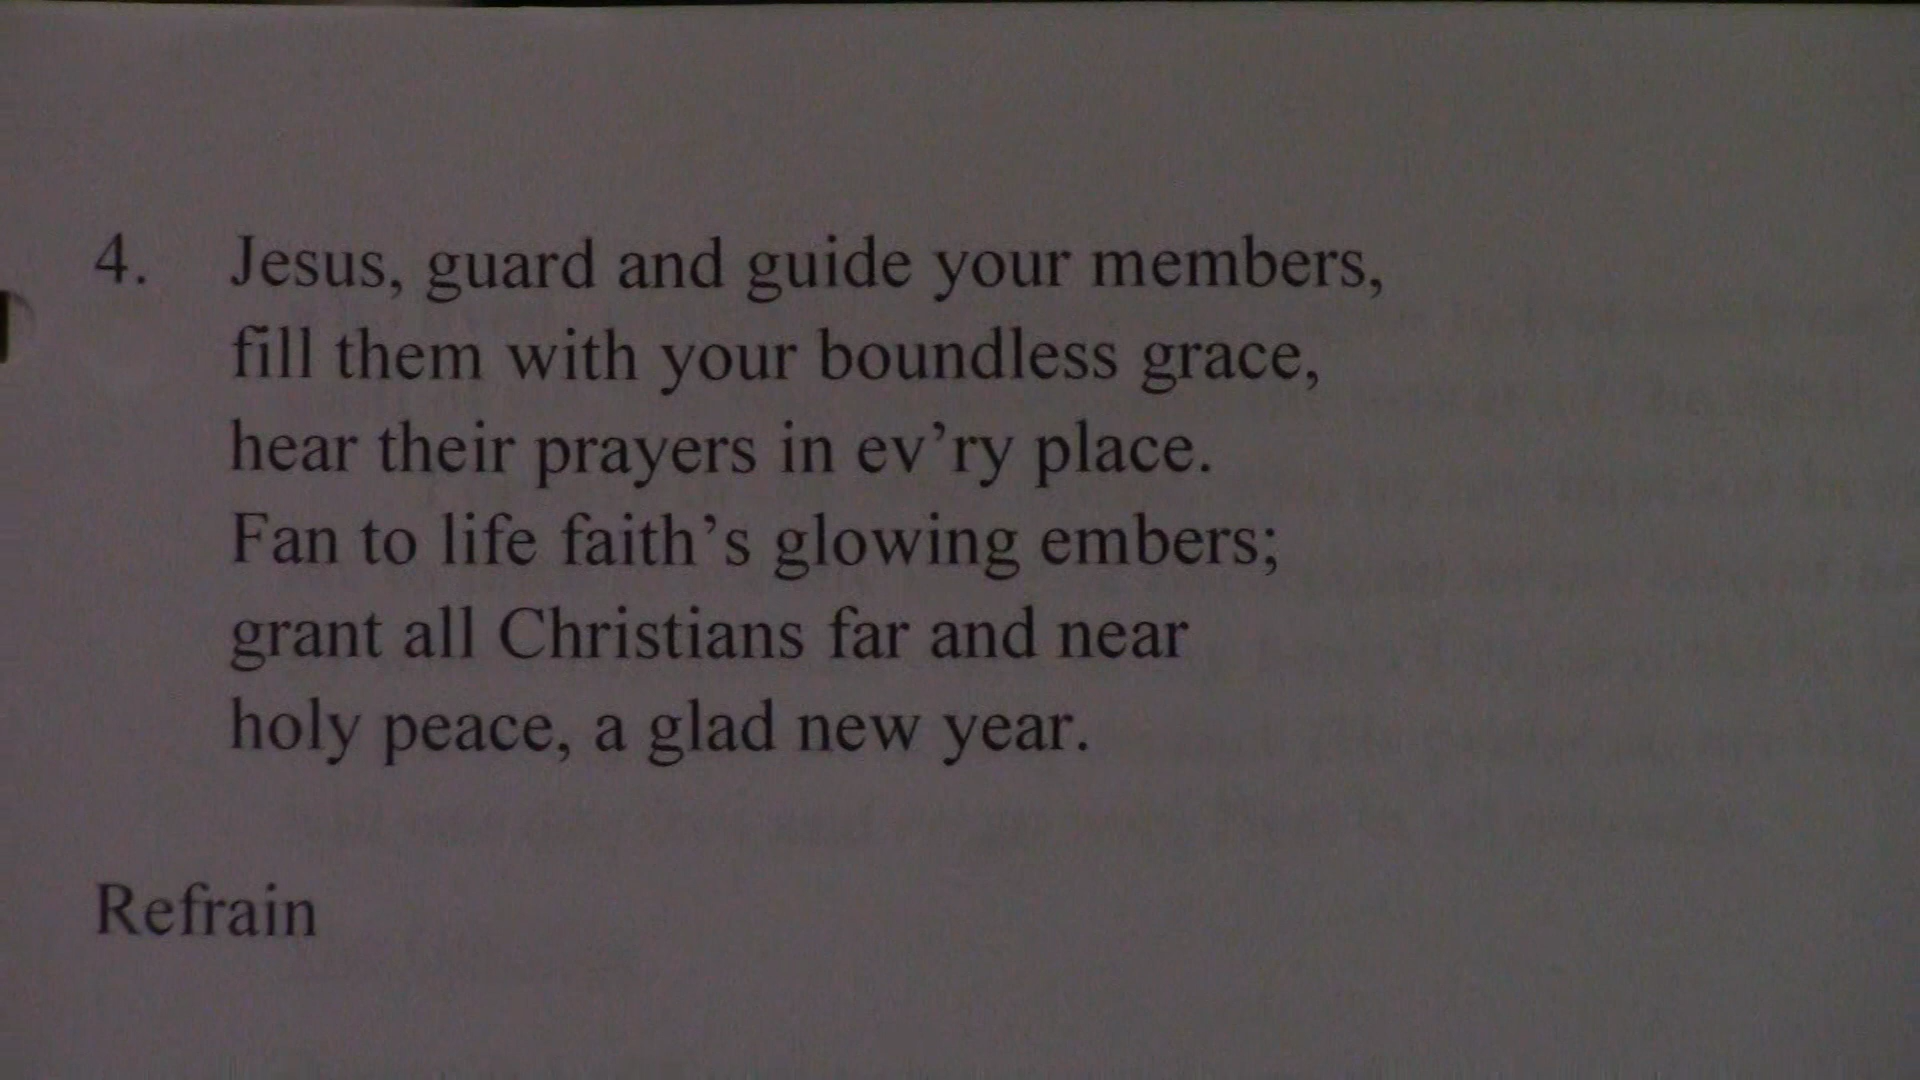 4. Jesus, guard and guide your members,
fill them with your boundless grace,
hear their prayers in ev’ry place.
Fan to life faith’s glowing embers;
grant all Christians far and near
holy peace, a glad new year.
Refrain